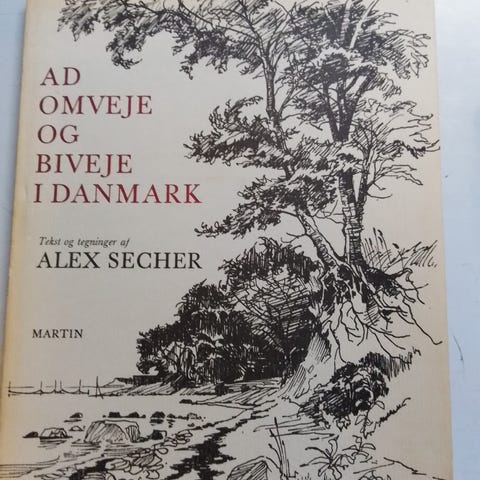 AD
OMVEJE
OG
BIVEJE
I DANMARK
Tekst og tegninger af
ALEX SECHER
MARTIN